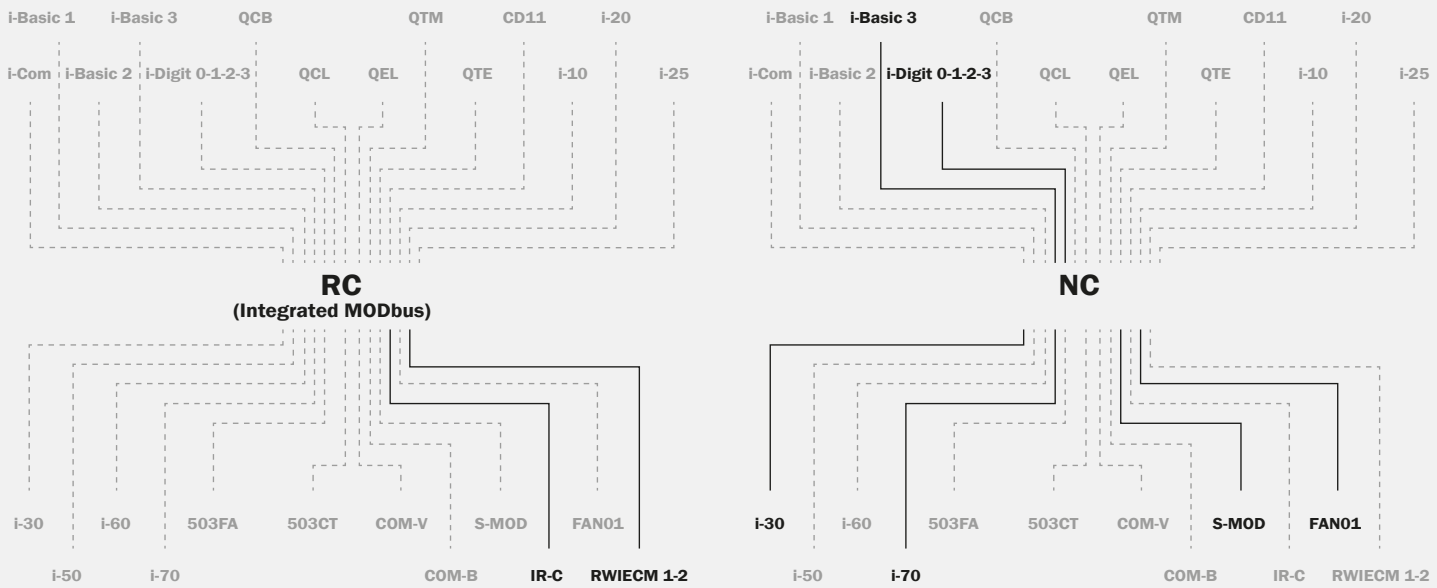 i-Basic 1 i-Basic 3 QCB QTM CD11 i-20
i-Com i-Basic 2 i-Digit 0-1-2-3 QCL QEL QTE i-10 i-25
RC
(Integrated MODbus)
i-30 i-60 503FA 503CT COM-V S-MOD FAN01
i-50 i-70 COM-B IR-C RWIECM 1-2
i-Basic 1 i-Basic 3 QCB QTM CD11 i-20
i-Com i-Basic 2 i-Digit 0-1-2-3 QCL QEL QTE i-10 i-25
NC
i-30 i-60 503FA 503CT COM-V S-MOD FAN01
i-50 i-70 COM-B IR-C RWIECM 1-2